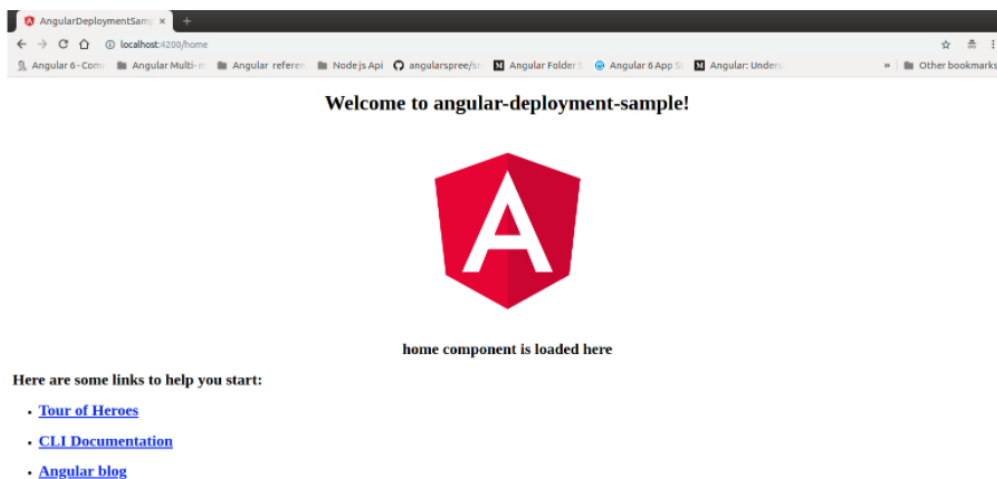 AngularDeploymentSam
localhost:4200/home
Angular 6 - Com Angular Multi-m Angular referen Node js Api angularspree/sr Angular Folder S Angular 6 App S Angular: Unders » Other bookmarks
Welcome to angular-deployment-sample!
A
home component is loaded here
Here are some links to help you start:
Tour of Heroes
CLI Documentation
Angular blog